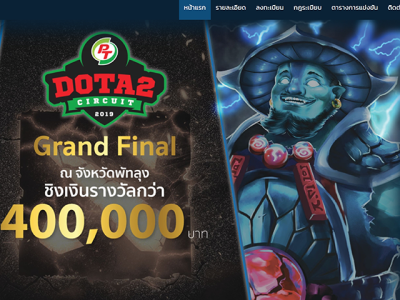 หน้าแรก รายละเอียด ลงทะเบียน กฎระเบียบ ตารางการแข่งขัน
PT
DOTA2
CIRCUIT
2019
Grand Final
ณ จังหวัดพัทลุง
ชิงเงินรางวัลกว่า
400,000 บาท